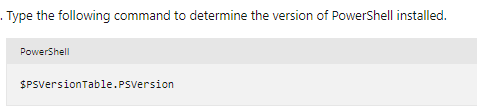 . Type the following command to determine the version of PowerShell installed.
PowerShell
$PSVersionTable.PSVersion